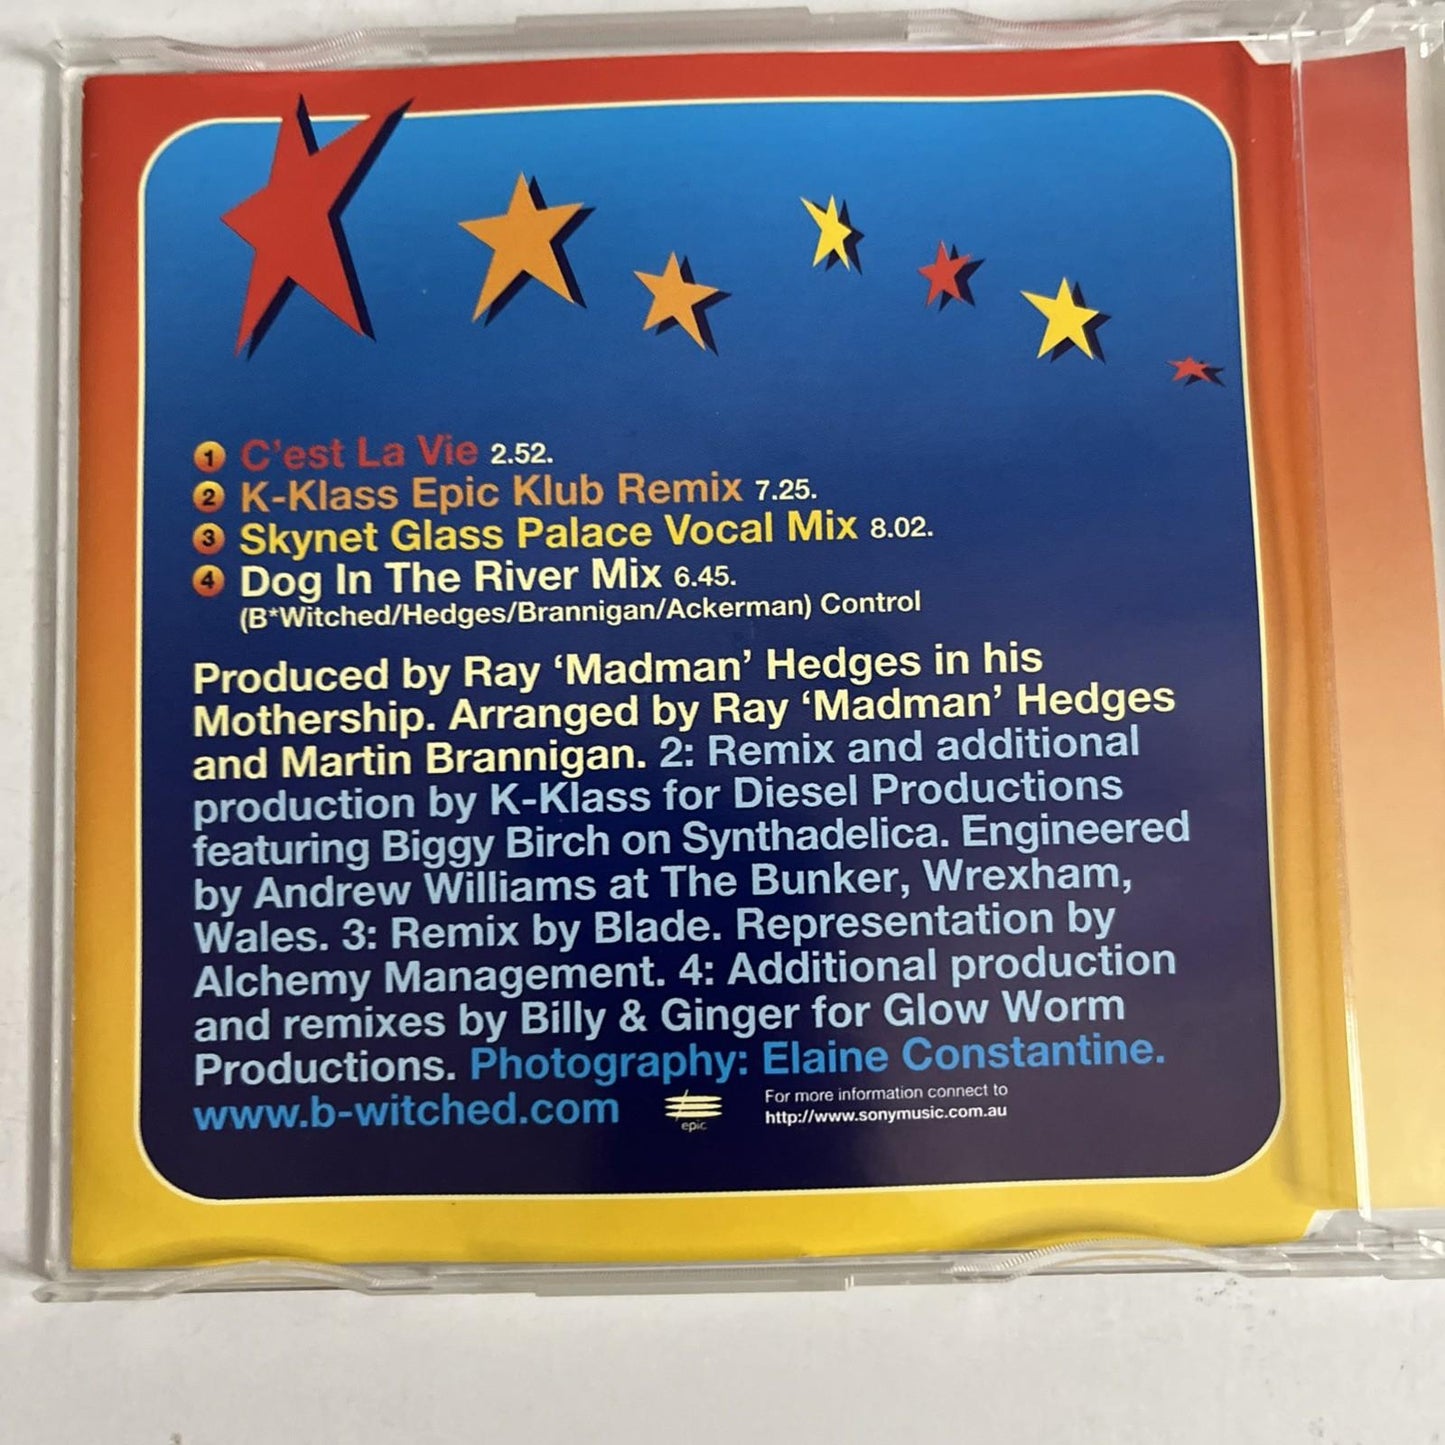 1 C'est La Vie 2.52.
2 K-Klass Epic Klub Remix 7.25.
3 Skynet Glass Palace Vocal Mix 8.02.
4 Dog In The River Mix 6.45.
(B*Witched/Hedges/Brannigan/Ackerman) Control
Produced by Ray ‘Madman’ Hedges in his
Mothership. Arranged by Ray ‘Madman’ Hedges
and Martin Brannigan. 2: Remix and additional
production by K-Klass for Diesel Productions
featuring Biggy Birch on Synthadelica. Engineered
by Andrew Williams at The Bunker, Wrexham,
Wales. 3: Remix by Blade. Representation by
Alchemy Management. 4: Additional production
and remixes by Billy & Ginger for Glow Worm
Productions. Photography: Elaine Constantine.
www.b-witched.com
epic
For more information connect to
http://www.sonymusic.com.au